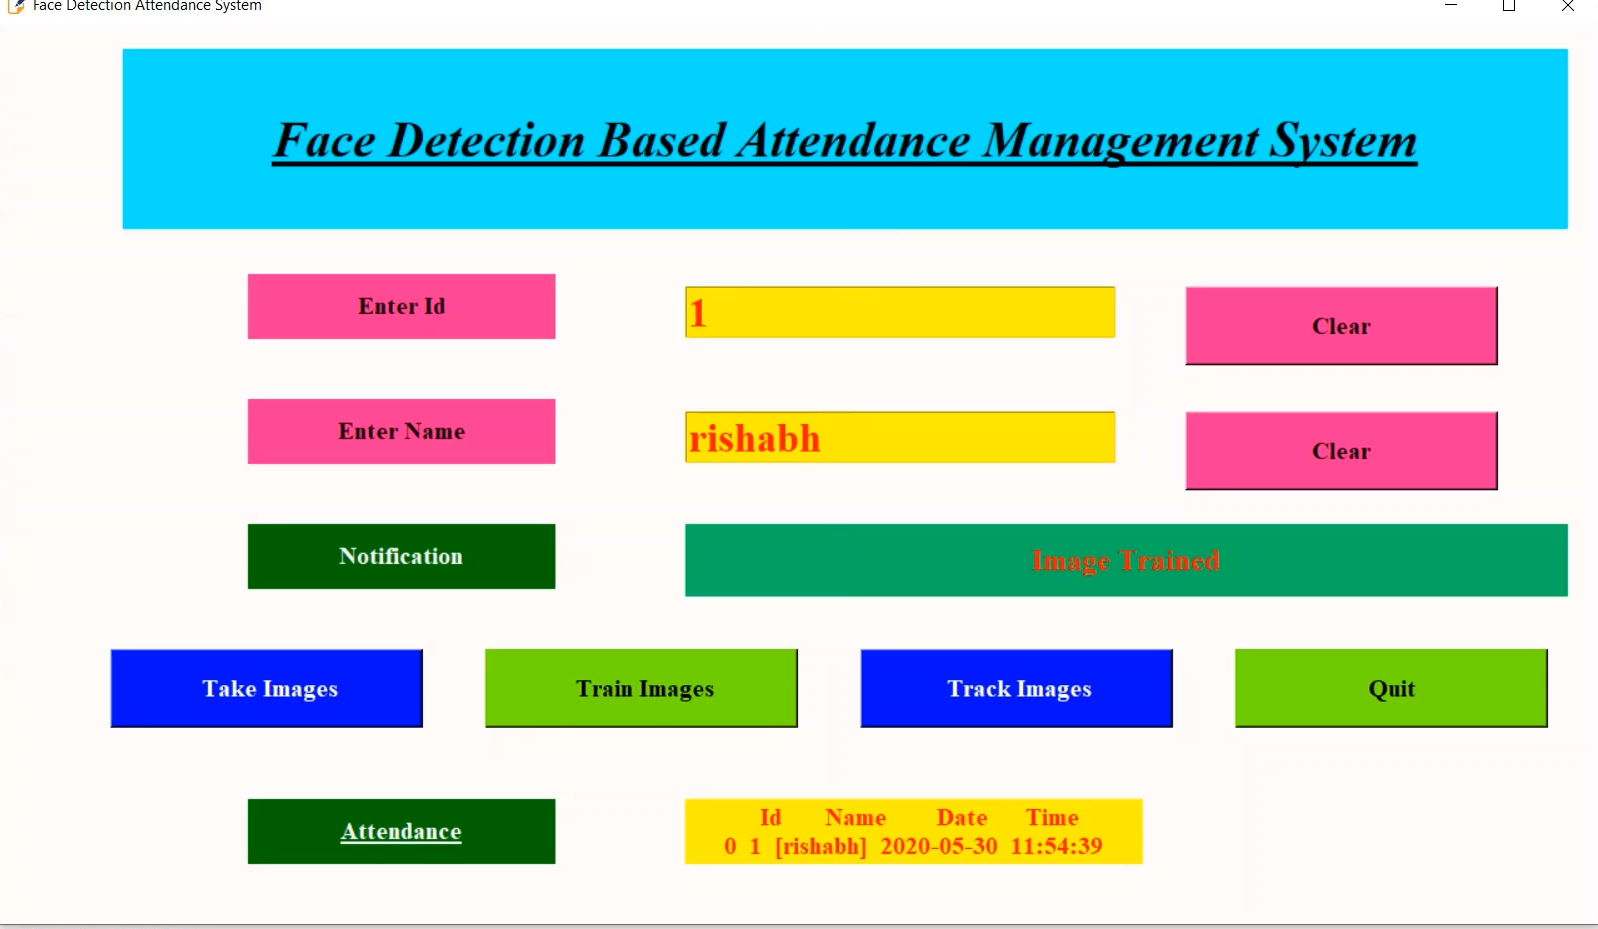 Face Detection Attendance System
Face Detection Based Attendance Management System
Enter Id
1
Clear
Enter Name
rishabh
Clear
Notification
Image Trained
Take Images
Train Images
Track Images
Quit
Attendance
Id Name Date Time
0 1 [rishabh] 2020-05-30 11:54:39